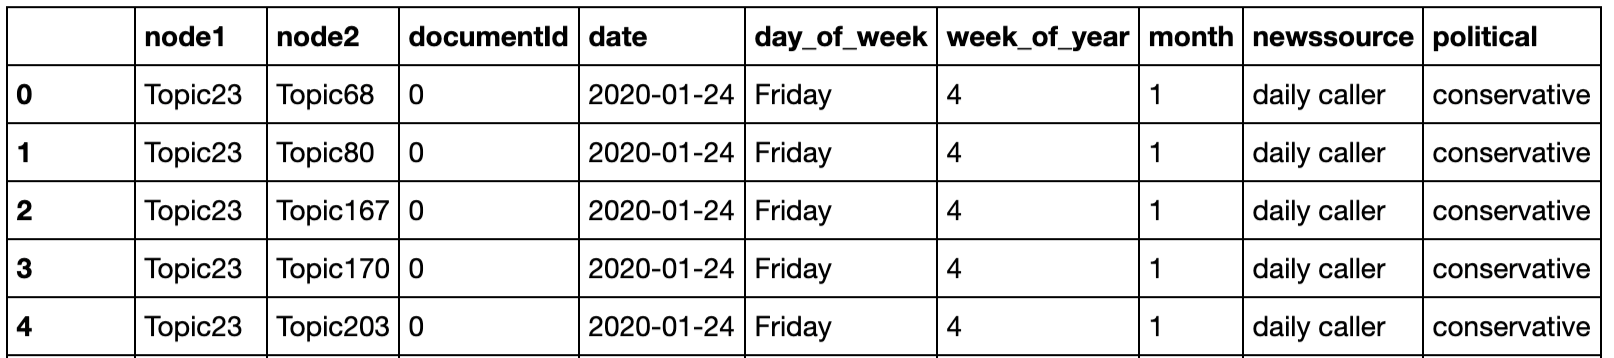 node1 node2 documentId date day_of_week week_of_year month newssource political
0 Topic23 Topic68 0 2020-01-24 Friday 4 1 daily caller conservative
1 Topic23 Topic80 0 2020-01-24 Friday 4 1 daily caller conservative
2 Topic23 Topic167 0 2020-01-24 Friday 4 1 daily caller conservative
3 Topic23 Topic170 0 2020-01-24 Friday 4 1 daily caller conservative
4 Topic23 Topic203 0 2020-01-24 Friday 4 1 daily caller conservative